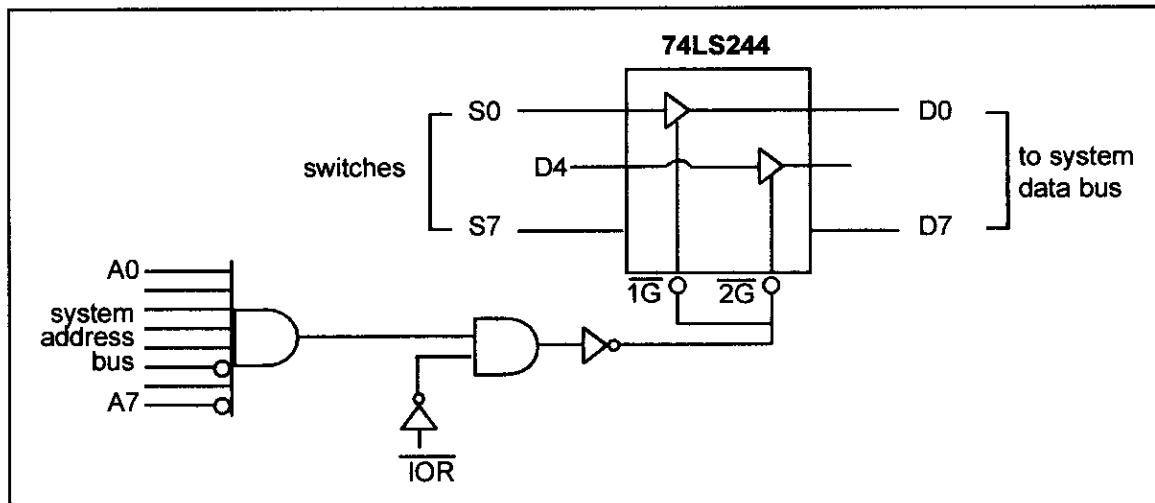 74LS244
S0
D0
switches
D4
to system
data bus
S7
D7
A0
1G
2G
system
address
bus
A7
IOR